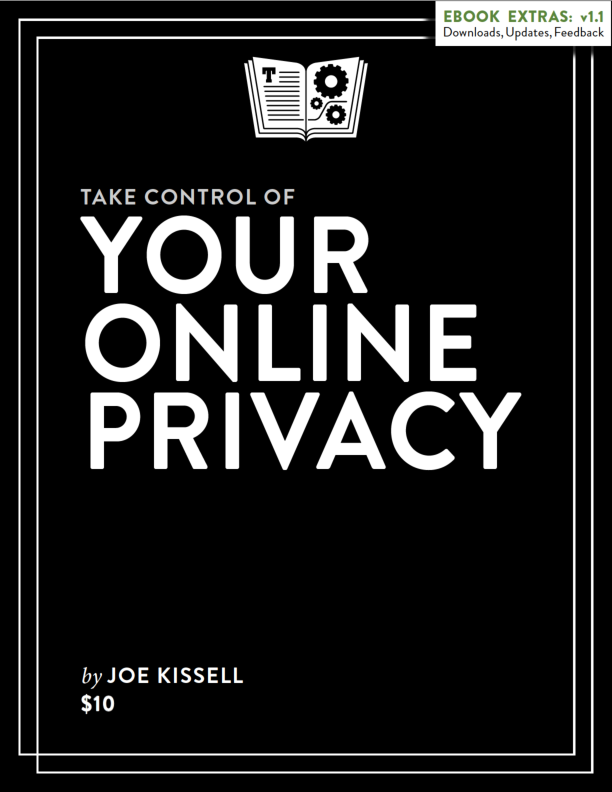 EBOOK EXTRAS: v1.1
Downloads, Updates, Feedback
T
TAKE CONTROL OF
YOUR
ONLINE
PRIVACY
by JOE KISSELL
$10